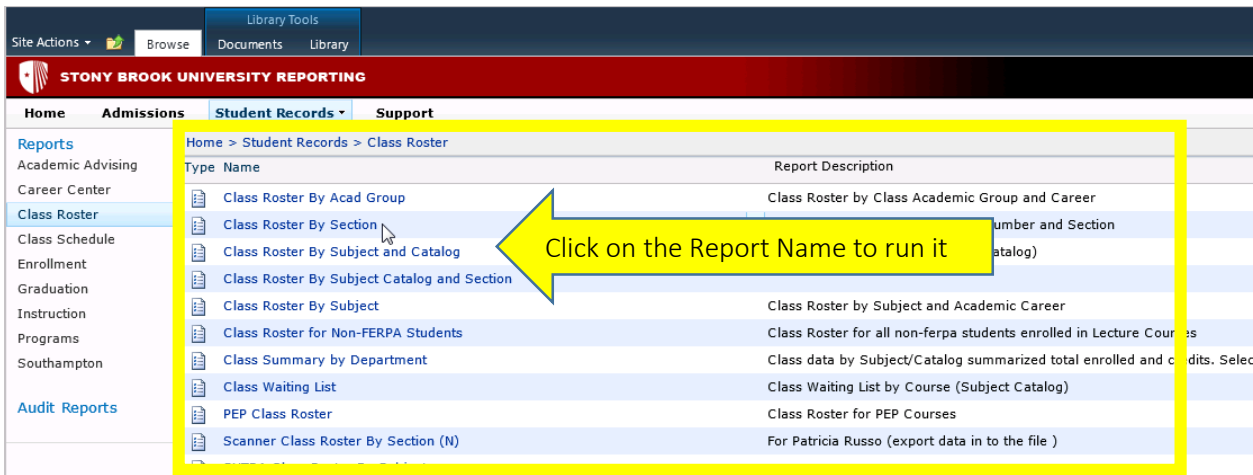 Library Tools
Site Actions Browse Documents Library
STONY BROOK UNIVERSITY REPORTING
Home Admissions Student Records Support
Reports
Academic Advising
Career Center
Class Roster
Class Schedule
Enrollment
Graduation
Instruction
Programs
Southampton
Audit Reports
Home > Student Records > Class Roster
Type Name Report Description
Class Roster By Acad Group Class Roster by Class Academic Group and Career
Class Roster By Section umber and Section
Class Roster By Subject and Catalog atalog)
Click on the Report Name to run it
Class Roster By Subject Catalog and Section
Class Roster By Subject Class Roster by Subject and Academic Career
Class Roster for Non-FERPA Students Class Roster for all non-ferpa students enrolled in Lecture Cou es
Class Summary by Department Class data by Subject/Catalog summarized total enrolled and c dits. Selec
Class Waiting List Class Waiting List by Course (Subject Catalog)
PEP Class Roster Class Roster for PEP Courses
Scanner Class Roster By Section (N) For Patricia Russo (export data in to the file )